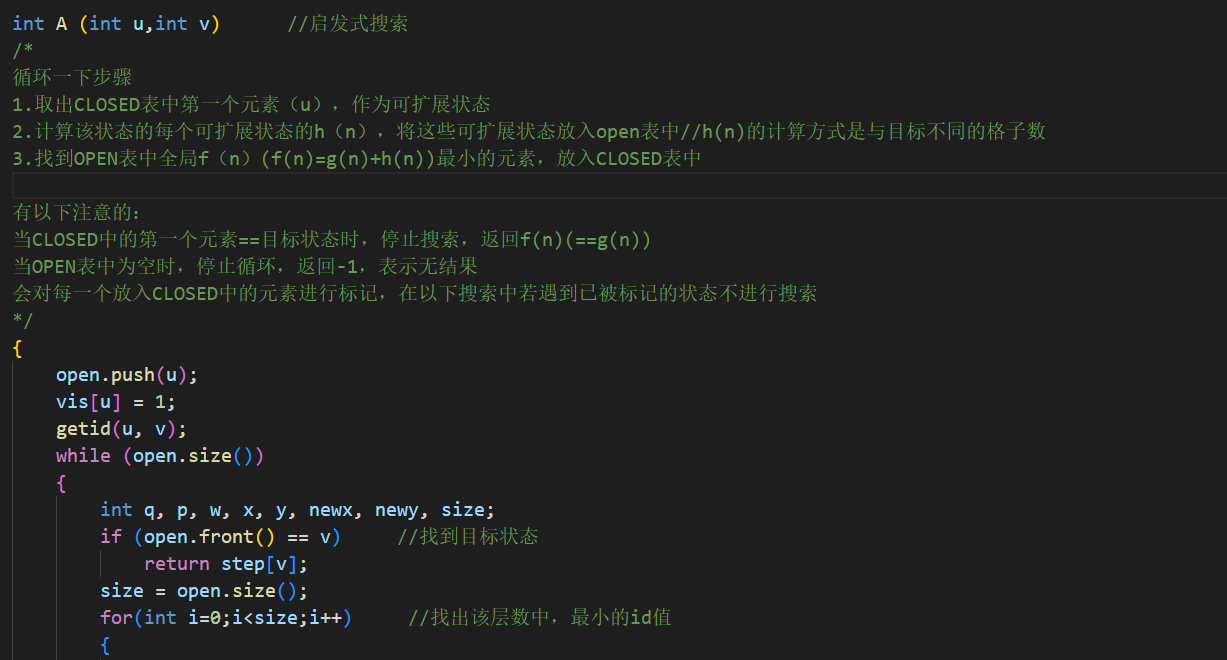 int A (int u,int v)      //启发式搜索
/*
循环一下步骤
1.取出CLOSED表中第一个元素（u），作为可扩展状态
2.计算该状态的每个可扩展状态的h（n），将这些可扩展状态放入open表中//h(n)的计算方式是与目标不同的格子数
3.找到OPEN表中全局f（n）(f(n)=g(n)+h(n))最小的元素，放入CLOSED表中
有以下注意的：
当CLOSED中的第一个元素==目标状态时，停止搜索，返回f(n)(==g(n))
当OPEN表中为空时，停止循环，返回-1，表示无结果
会对每一个放入CLOSED中的元素进行标记，在以下搜索中若遇到已被标记的状态不进行搜索
*/
{
    open.push(u);
    vis[u] = 1;
    getid(u, v);
    while (open.size())
    {
        int q, p, w, x, y, newx, newy, size;
        if (open.front() == v)     //找到目标状态
            return step[v];
        size = open.size();
        for(int i=0;i<size;i++)     //找出该层数中，最小的id值
        {